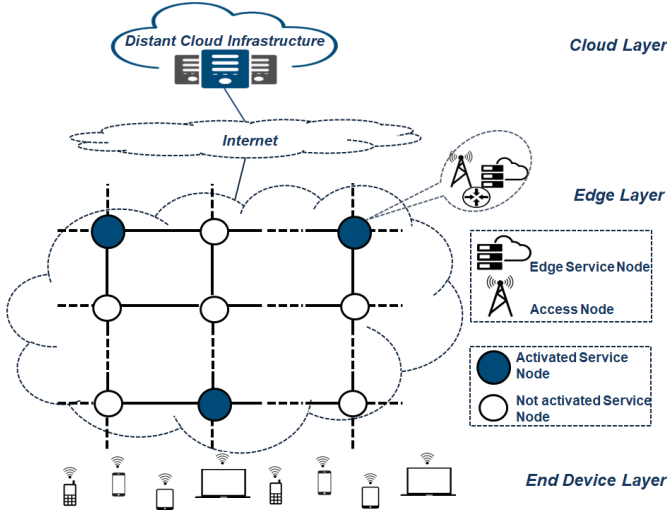 Distant Cloud Infrastructure
Cloud Layer
Internet
Edge Layer
Edge Service Node
Access Node
Activated Service
Node
Not activated Service
Node
End Device Layer